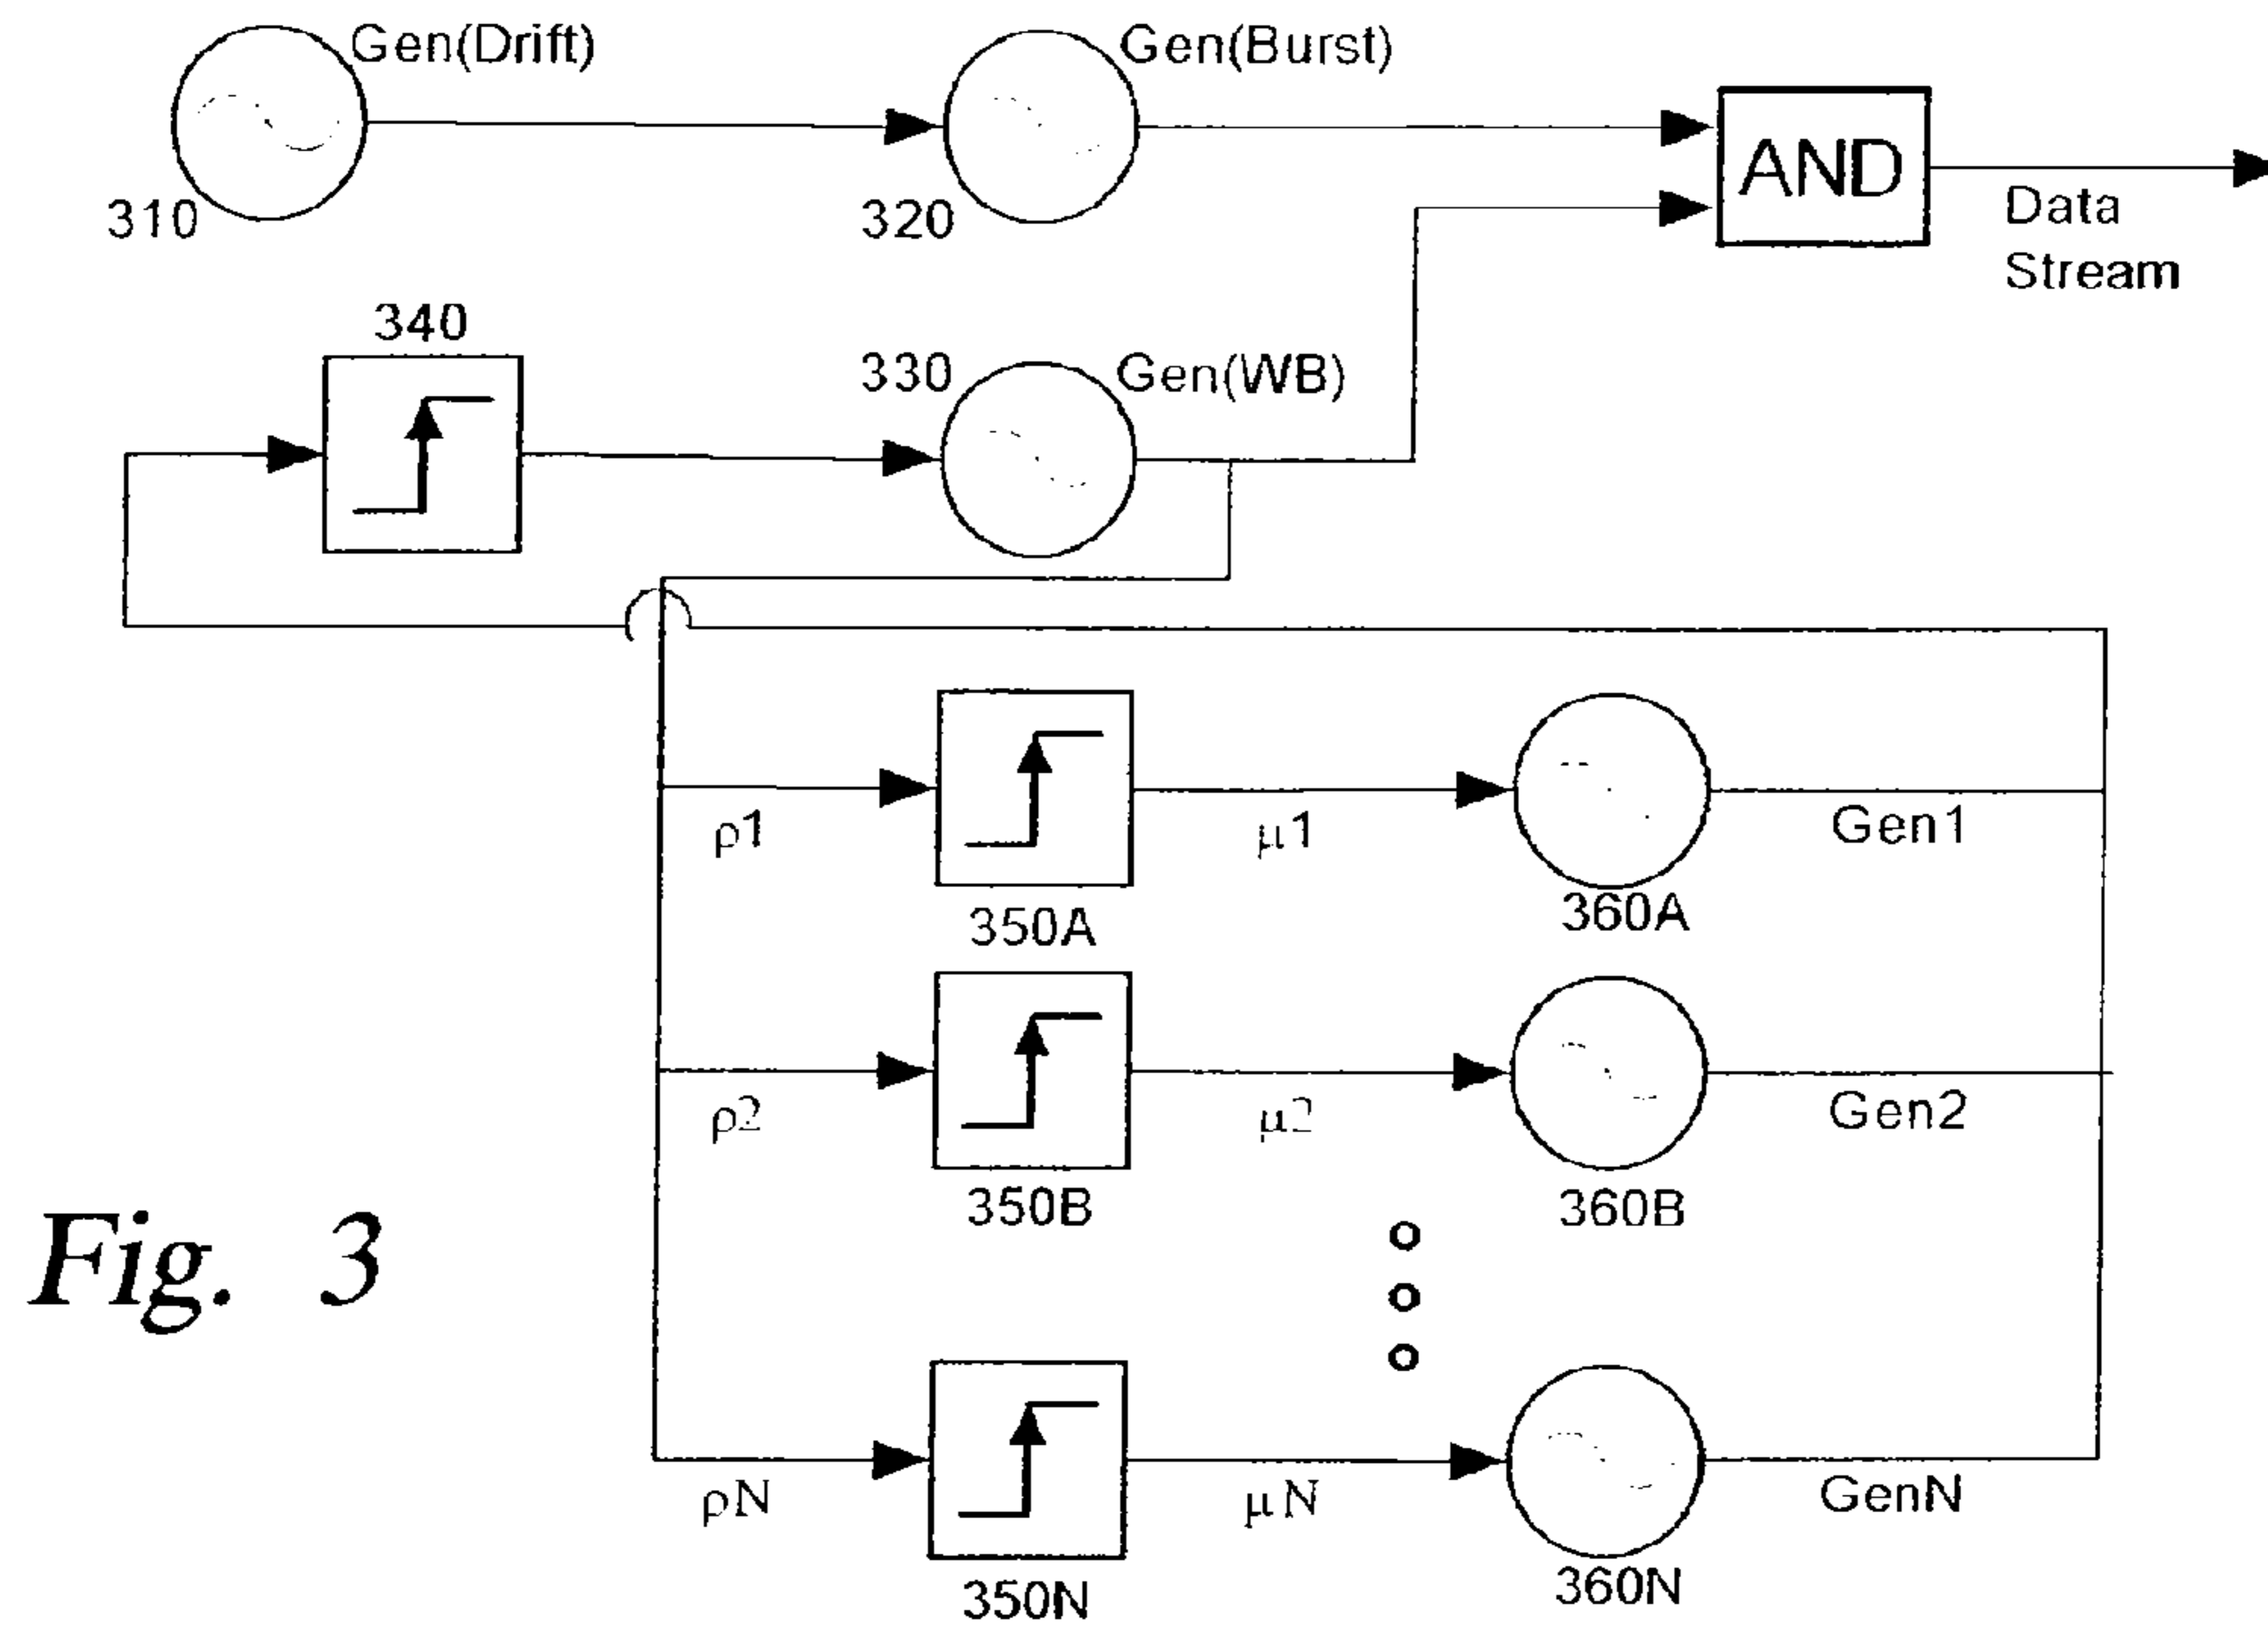 Gen(Drift)
Gen(Burst)
AND
310
320
Data
Stream
340
330
Gen(WB)
ρ1
μ1
Gen1
350A
360A
ρ2
μ2
Gen2
350B
360B
Fig. 3
ρN
μN
GenN
350N
360N